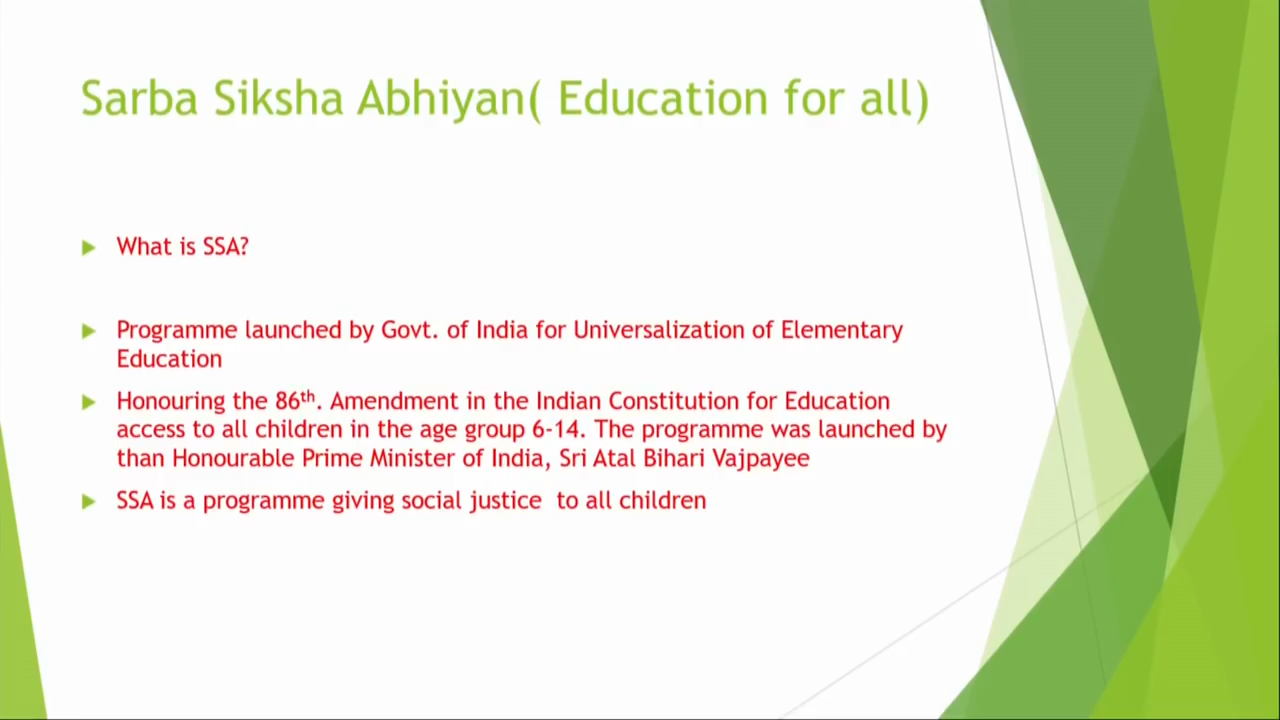 Sarba Siksha Abhiyan( Education for all)
What is SSA?
Programme launched by Govt. of India for Universalization of Elementary
Education
Honouring the 86th. Amendment in the Indian Constitution for Education
access to all children in the age group 6-14. The programme was launched by
than Honourable Prime Minister of India, Sri Atal Bihari Vajpayee
SSA is a programme giving social justice to all children